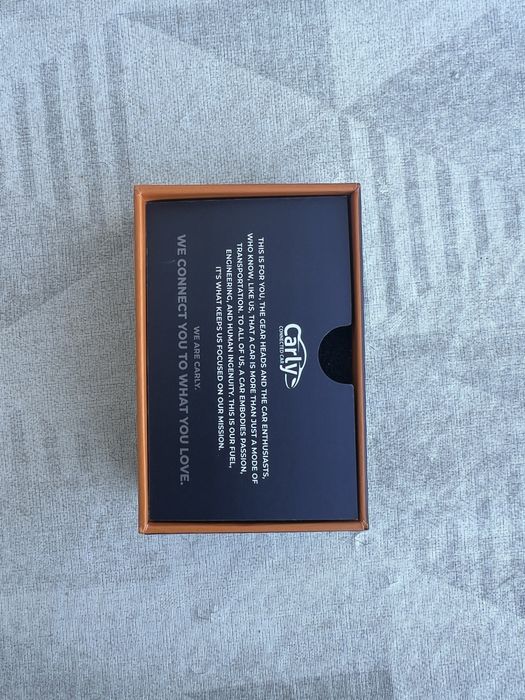 Carly
CONNECTED CAR
THIS IS FOR YOU, THE GEAR HEADS AND THE CAR ENTHUSIASTS,
WHO KNOW, LIKE US, THAT A CAR IS MORE THAN JUST A MODE OF
TRANSPORTATION. TO ALL OF US, A CAR EMBODIES PASSION,
ENGINEERING, AND HUMAN INGENUITY. THIS IS OUR FUEL,
IT'S WHAT KEEPS US FOCUSED ON OUR MISSION.
WE ARE CARLY.
WE CONNECT YOU TO WHAT YOU LOVE.